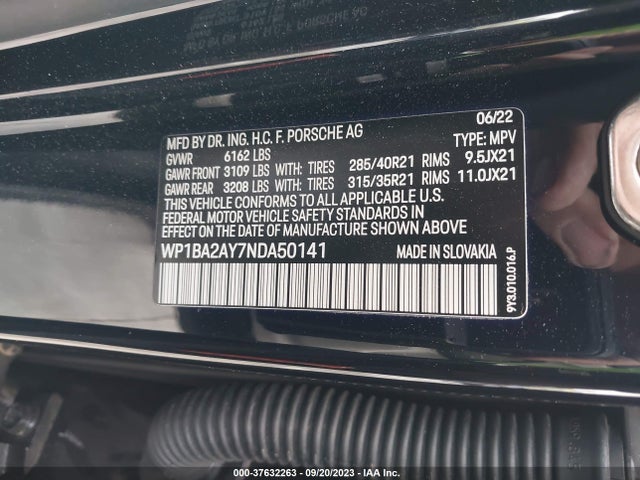 06/22
MFD BY DR. ING. H.C. F. PORSCHE AG
GVWR 6162 LBS TYPE: MPV
GAWR FRONT 3109 LBS WITH: TIRES 285/40R21 RIMS 9.5JX21
GAWR REAR 3208 LBS WITH: TIRES 315/35R21 RIMS 11.0JX21
THIS VEHICLE CONFORMS TO ALL APPLICABLE U.S.
FEDERAL MOTOR VEHICLE SAFETY STANDARDS IN
EFFECT ON THE DATE OF MANUFACTURE SHOWN ABOVE
WP1BA2AY7NDA50141 MADE IN SLOVAKIA
9Y3.010.016.P
000-37632263 - 09/20/2023 - IAA Inc.